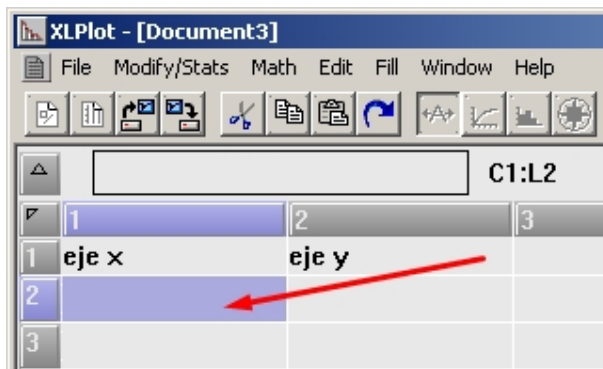 XLPlot - [Document3]
File Modify/Stats Math Edit Fill Window Help
C1:L2
1 2 3
1 eje x eje y
2
3